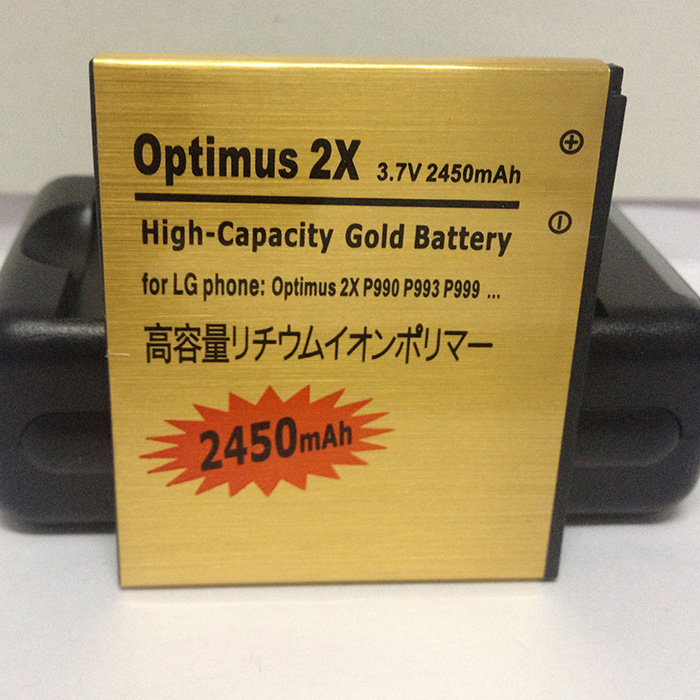 Optimus 2X 3.7V 2450mAh
High-Capacity Gold Battery
for LG phone: Optimus 2X P990 P993 P999 ...
高容量リチウムイオンポリマー
2450mAh